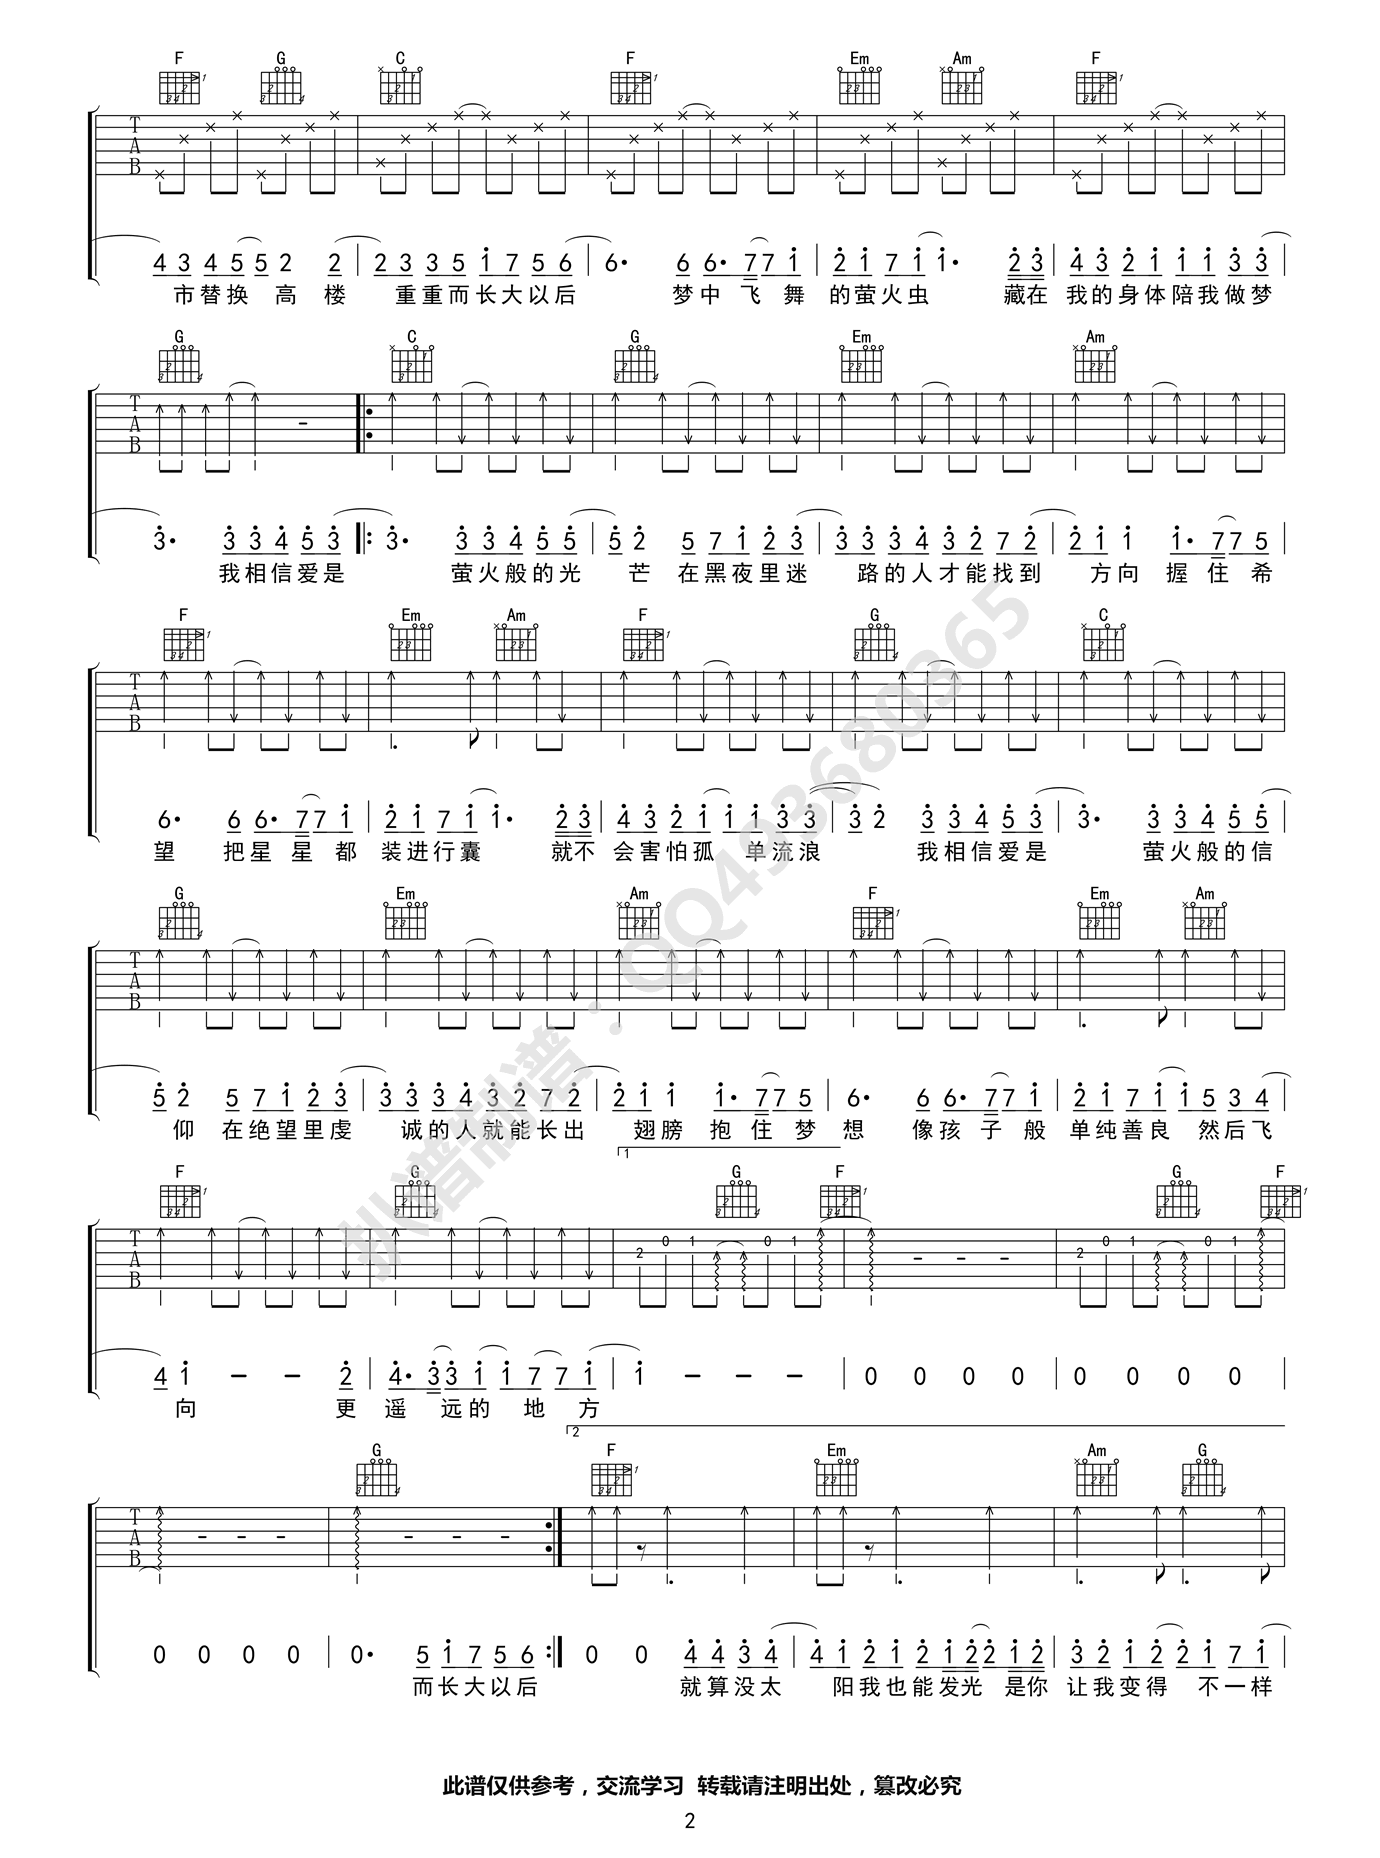 F G C F Em Am F
T A B
4 3 4 5 5 2 2 | 2 3 3 5 1 7 5 6 | 6· 6 6· 7 7 1 | 2 1 7 1 1· 2 3 | 4 3 2 1 1 1 3 3
市替换 高 楼 重重而长大以后 梦中 飞 舞 的萤火虫 藏在 我的身体陪我做梦
G C G Em Am
T A B
3· 3 3 4 5 3 |: 3· 3 3 4 5 5 | 5 2 5 7 1 2 3 | 3 3 3 4 3 2 7 2 | 2 1 1 1· 7 7 5
我相信爱是 萤火般的光 芒 在黑夜里迷 路的人才能找到 方向 握 住 希
F Em Am F G C
T A B
6· 6 6· 7 7 1 | 2 1 7 1 1· 2 3 | 4 3 2 1 1 1 3 3 | 3 2 3 3 4 5 3 | 3· 3 3 4 5 5
望 把星 星 都 装进行囊 就不 会害怕孤 单流浪 我相信爱是 萤火般的信
G Em Am F Em Am
T A B
5 2 5 7 1 2 3 | 3 3 3 4 3 2 7 2 | 2 1 1 1· 7 7 5 | 6· 6 6· 7 7 1 | 2 1 7 1 1 5 3 4
仰 在绝望里虔 诚的人就能长出 翅膀 抱 住 梦 想 像孩 子 般 单纯善良 然后飞
1
F G G F G F
T A B
2 0 1 0 1 - - - 2 0 1 0 1
4 1 - - 2 | 4· 3 3 1 1 7 7 1 | 1 - - - | 0 0 0 0 | 0 0 0 0
向 更 遥 远的 地 方
2
G F Em Am G
T A B
- - - - - -
0 0 0 0 | 0· 5 1 7 5 6 :| 0 0 4 4 3 4 | 4 1 2 1 2 1 2 2 1 2 | 3 2 1 2 2 1 7 1
而长大以后 就算没太 阳我也能发光 是你 让我变得 不一样
扒谱制谱：QQ493680365
此谱仅供参考，交流学习 转载请注明出处，篡改必究
2